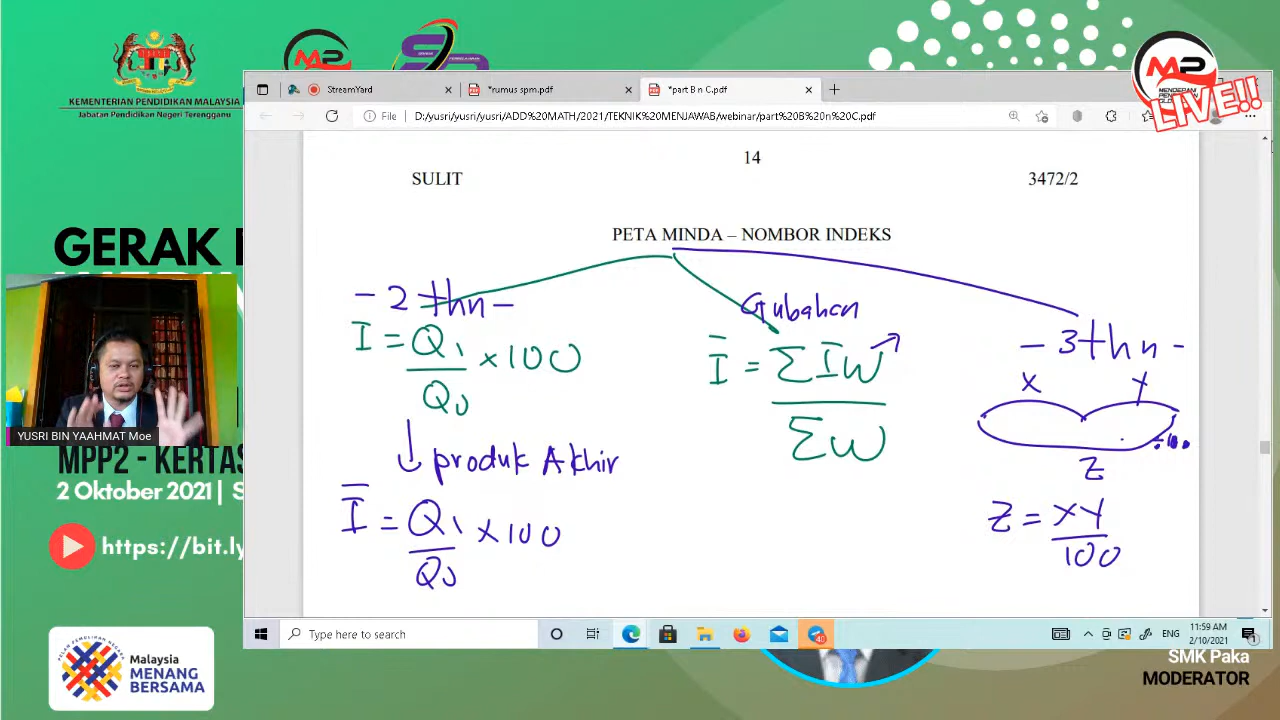 KEMENTERIAN PENDIDIKAN MALAYSIA
Jabatan Pendidikan Negeri Terengganu
MP
MP
LIVE!!
StreamYard
*rumus spm.pdf
*part B n C.pdf
File
D:/yusri/yusri/yusri/ADD%20MATH/2021/TEKNIK%20MENJAWAB/webinar/part%20B%20n%20C.pdf
14
SULIT
3472/2
PETA MINDA – NOMBOR INDEKS
- 2 thn -
I = Q₁/Q₀ × 100
↓ produk Akhir
Ī = Q₁/Q₀ × 100
Gubahan
Ī = ΣIW/ΣW
- 3 thn -
X Y
Z
Z = XY/100
GERAK
YUSRI BIN YAAHMAT Moe
MPP2 - KERTAS
2 Oktober 2021 | S
https://bit.ly
Type here to search
ENG
11:59 AM
2/10/2021
Malaysia
MENANG
BERSAMA
SMK Paka
MODERATOR